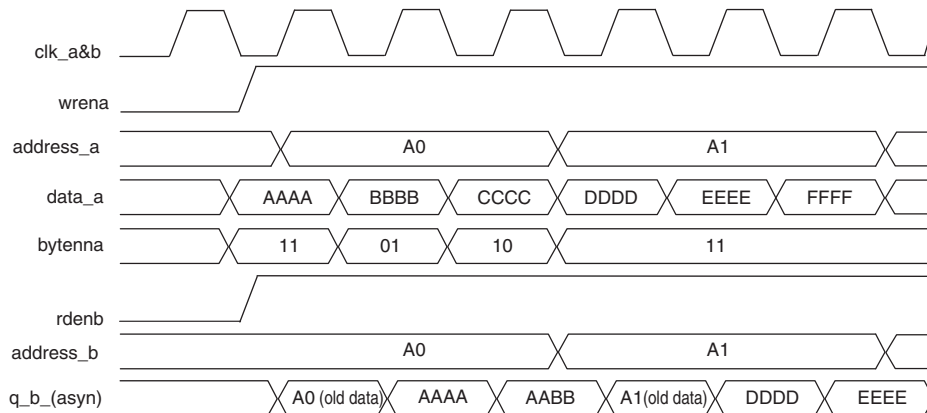 clk_a&b
wrena
address_a A0 A1
data_a AAAA BBBB CCCC DDDD EEEE FFFF
bytenna 11 01 10 11
rdenb
address_b A0 A1
q_b_(asyn) A0 (old data) AAAA AABB A1(old data) DDDD EEEE